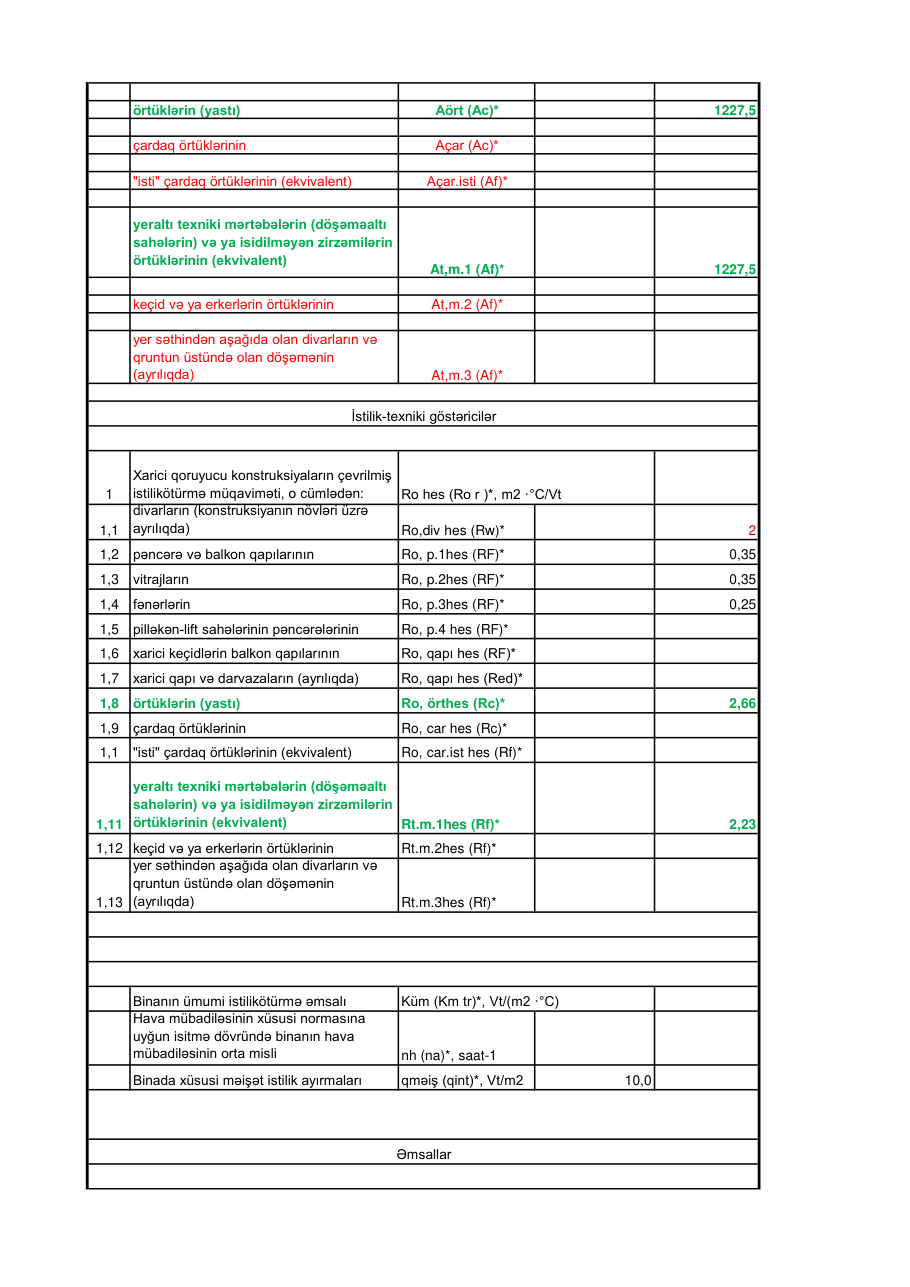 örtüklərin (yastı) Aört (Ac)* 1227,5
çardaq örtüklərinin Açar (Ac)*
"isti" çardaq örtüklərinin (ekvivalent) Açar.isti (Af)*
yeraltı texniki mərtəbələrin (döşəməaltı
sahələrin) və ya isidilməyən zirzəmilərin
örtüklərinin (ekvivalent)
At,m.1 (Af)* 1227,5
keçid və ya erkerlərin örtüklərinin At,m.2 (Af)*
yer səthindən aşağıda olan divarların və
qruntun üstündə olan döşəmənin
(ayrılıqda) At,m.3 (Af)*
İstilik-texniki göstəricilər
Xarici qoruyucu konstruksiyaların çevrilmiş
1 istilikötürmə müqaviməti, o cümlədən: Ro hes (Ro r )*, m2 ·°C/Vt
divarların (konstruksiyanın növləri üzrə
1,1 ayrılıqda) Ro,div hes (Rw)* 2
1,2 pəncərə və balkon qapılarının Ro, p.1hes (RF)* 0,35
1,3 vitrajların Ro, p.2hes (RF)* 0,35
1,4 fənərlərin Ro, p.3hes (RF)* 0,25
1,5 pilləkən-lift sahələrinin pəncərələrinin Ro, p.4 hes (RF)*
1,6 xarici keçidlərin balkon qapılarının Ro, qapı hes (RF)*
1,7 xarici qapı və darvazaların (ayrılıqda) Ro, qapı hes (Red)*
1,8 örtüklərin (yastı) Ro, örthes (Rc)* 2,66
1,9 çardaq örtüklərinin Ro, car hes (Rc)*
1,1 "isti" çardaq örtüklərinin (ekvivalent) Ro, car.ist hes (Rf)*
yeraltı texniki mərtəbələrin (döşəməaltı
sahələrin) və ya isidilməyən zirzəmilərin
1,11 örtüklərinin (ekvivalent) Rt.m.1hes (Rf)* 2,23
1,12 keçid və ya erkerlərin örtüklərinin Rt.m.2hes (Rf)*
yer səthindən aşağıda olan divarların və
qruntun üstündə olan döşəmənin
1,13 (ayrılıqda) Rt.m.3hes (Rf)*
Binanın ümumi istilikötürmə əmsalı Küm (Km tr)*, Vt/(m2 ·°C)
Hava mübadiləsinin xüsusi normasına
uyğun isitmə dövründə binanın hava
mübadiləsinin orta misli nh (na)*, saat-1
Binada xüsusi məişət istilik ayırmaları qməiş (qint)*, Vt/m2 10,0
Əmsallar